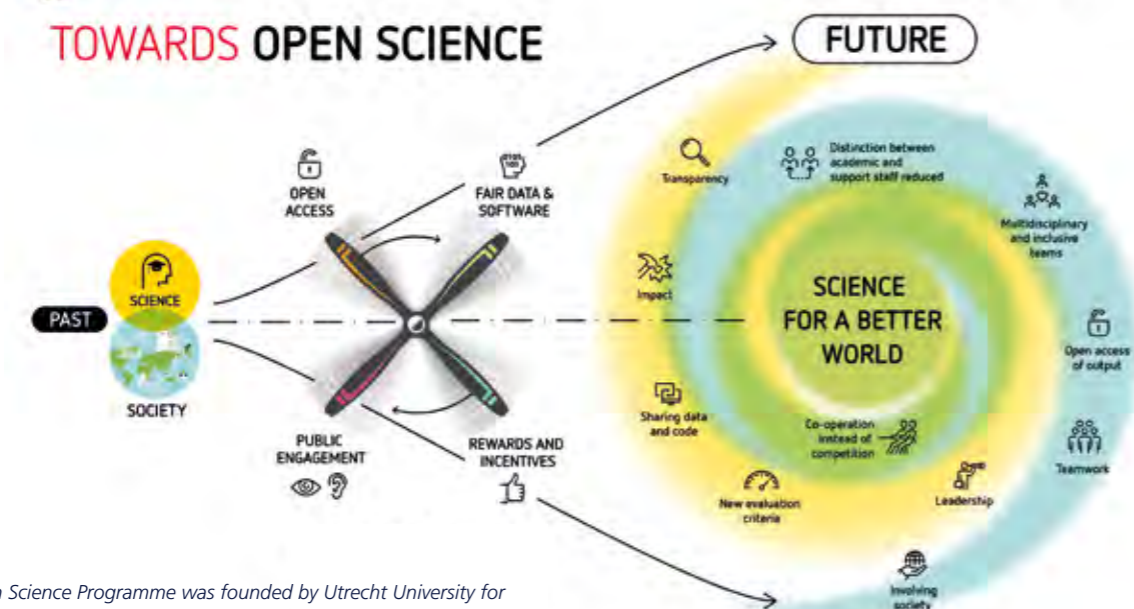 TOWARDS OPEN SCIENCE
FUTURE
OPEN
ACCESS
FAIR DATA &
SOFTWARE
0101
100
PAST
SCIENCE
SOCIETY
PUBLIC
ENGAGEMENT
REWARDS AND
INCENTIVES
Transparency
Distinction between
academic and
support staff reduced
Multidisciplinary
and inclusive
teams
Impact
SCIENCE
FOR A BETTER
WORLD
Open access
of output
Sharing data
and code
Co-operation
instead of
competition
Teamwork
New evaluation
criteria
Leadership
Involving
society
Science Programme was founded by Utrecht University for